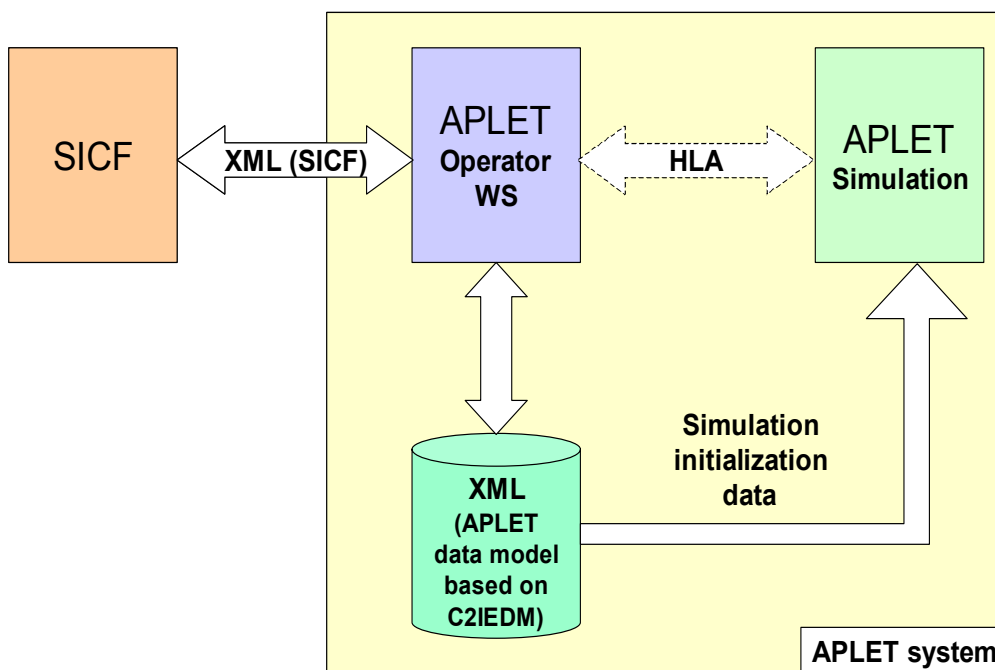 SICF
XML (SICF)
APLET
Operator
WS
HLA
APLET
Simulation
Simulation
initialization
data
XML
(APLET
data model
based on
C2IEDM)
APLET system